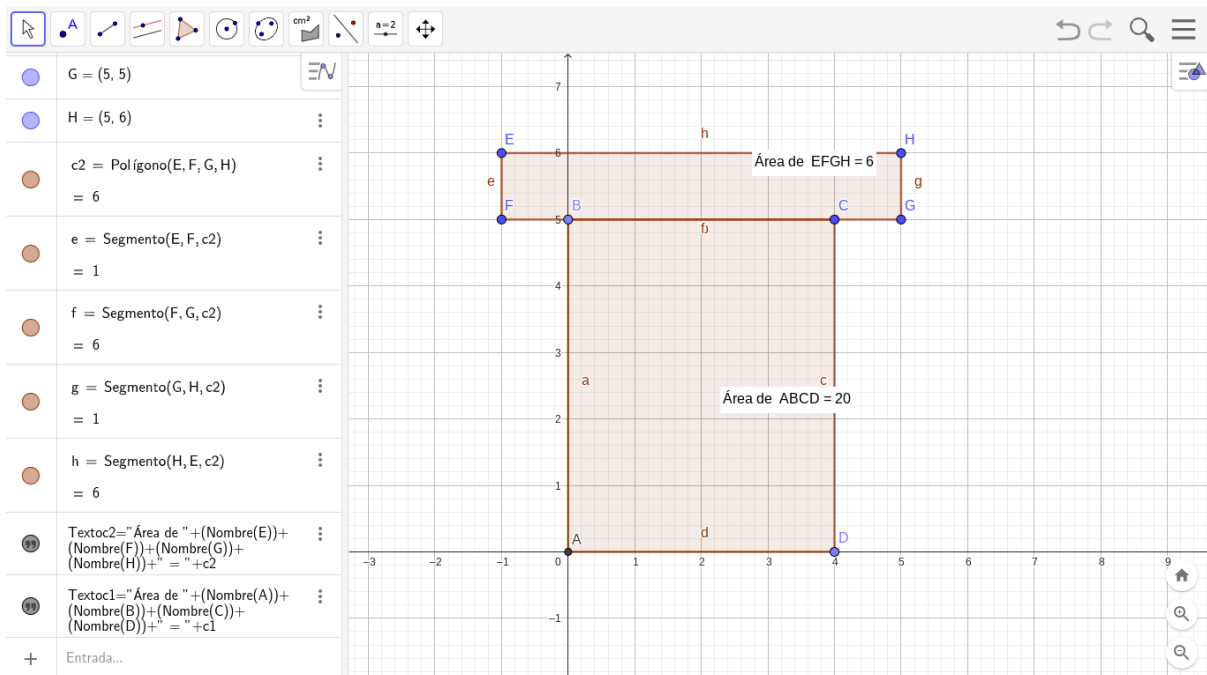 cm²
a=2
G = (5, 5)
H = (5, 6)
c2 = Polígono(E, F, G, H)
= 6
e = Segmento(E, F, c2)
= 1
f = Segmento(F, G, c2)
= 6
g = Segmento(G, H, c2)
= 1
h = Segmento(H, E, c2)
= 6
Textoc2="Área de "+(Nombre(E))+
(Nombre(F))+(Nombre(G))+
(Nombre(H))+" = "+c2
Textoc1="Área de "+(Nombre(A))+
(Nombre(B))+(Nombre(C))+
(Nombre(D))+" = "+c1
Entrada...
7
h
E
H
6
Área de EFGH = 6
e
g
F
B
C
G
5
4
3
a
c
Área de ABCD = 20
2
1
d
A
D
−3
−2
−1
0
1
2
3
4
5
6
7
8
9
−1